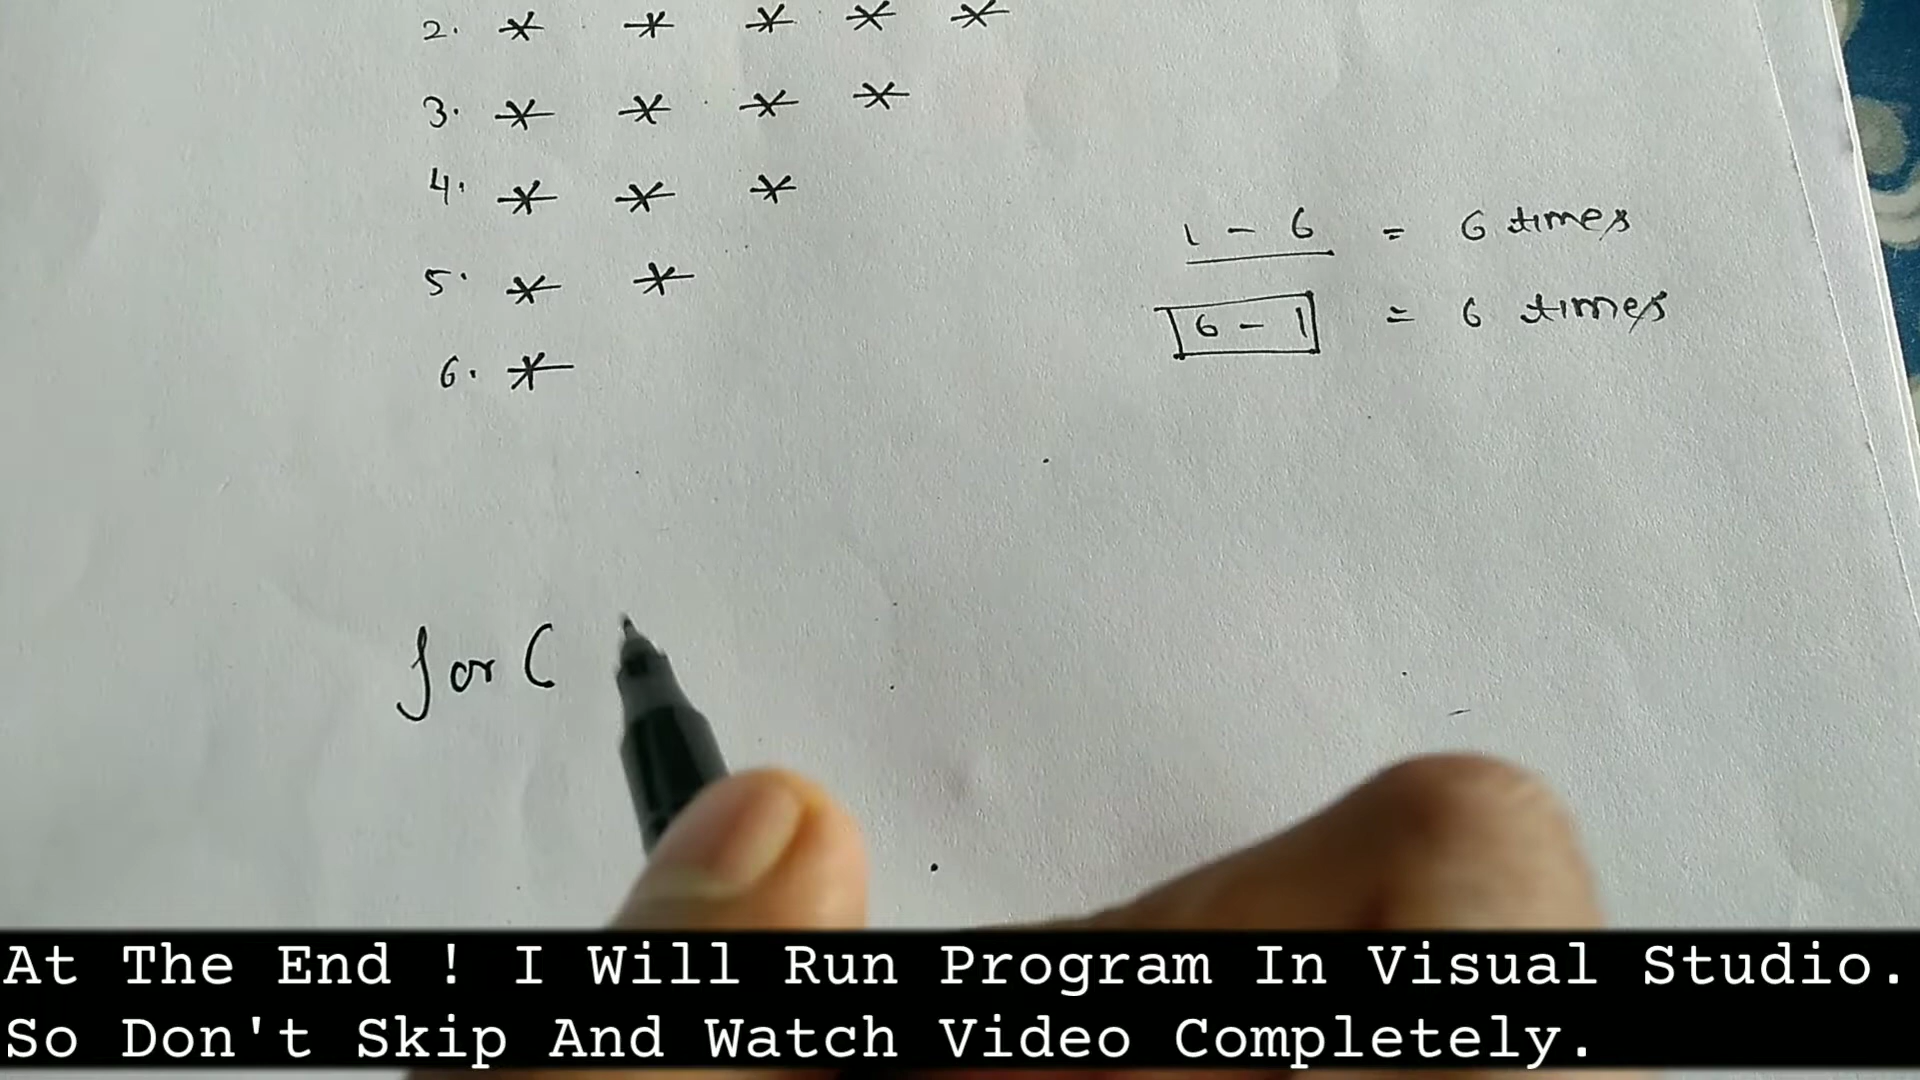 2. * * * * *
3. * * * *
4. * * *
5. * *
6. *
1 - 6 = 6 times
6 - 1 = 6 times
for (
At The End ! I Will Run Program In Visual Studio.
So Don't Skip And Watch Video Completely.